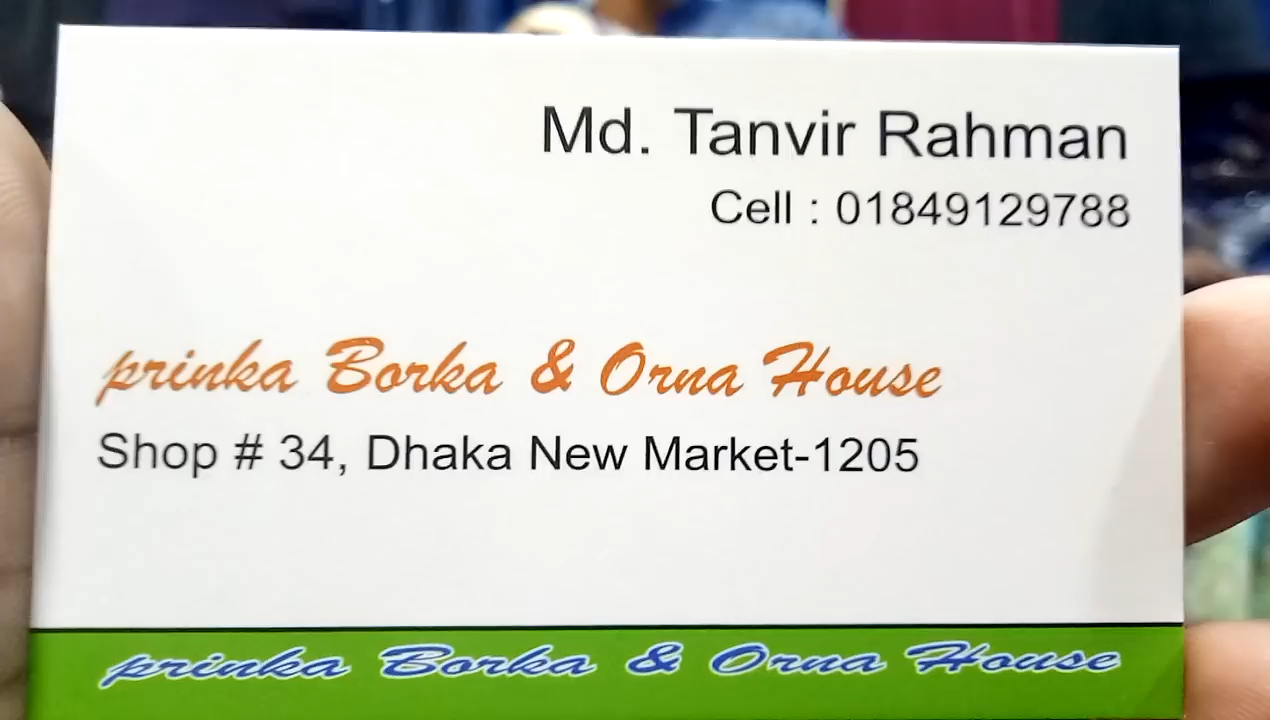 Md. Tanvir Rahman
Cell : 01849129788
prinka Borka & Orna House
Shop # 34, Dhaka New Market-1205
prinka Borka & Orna House